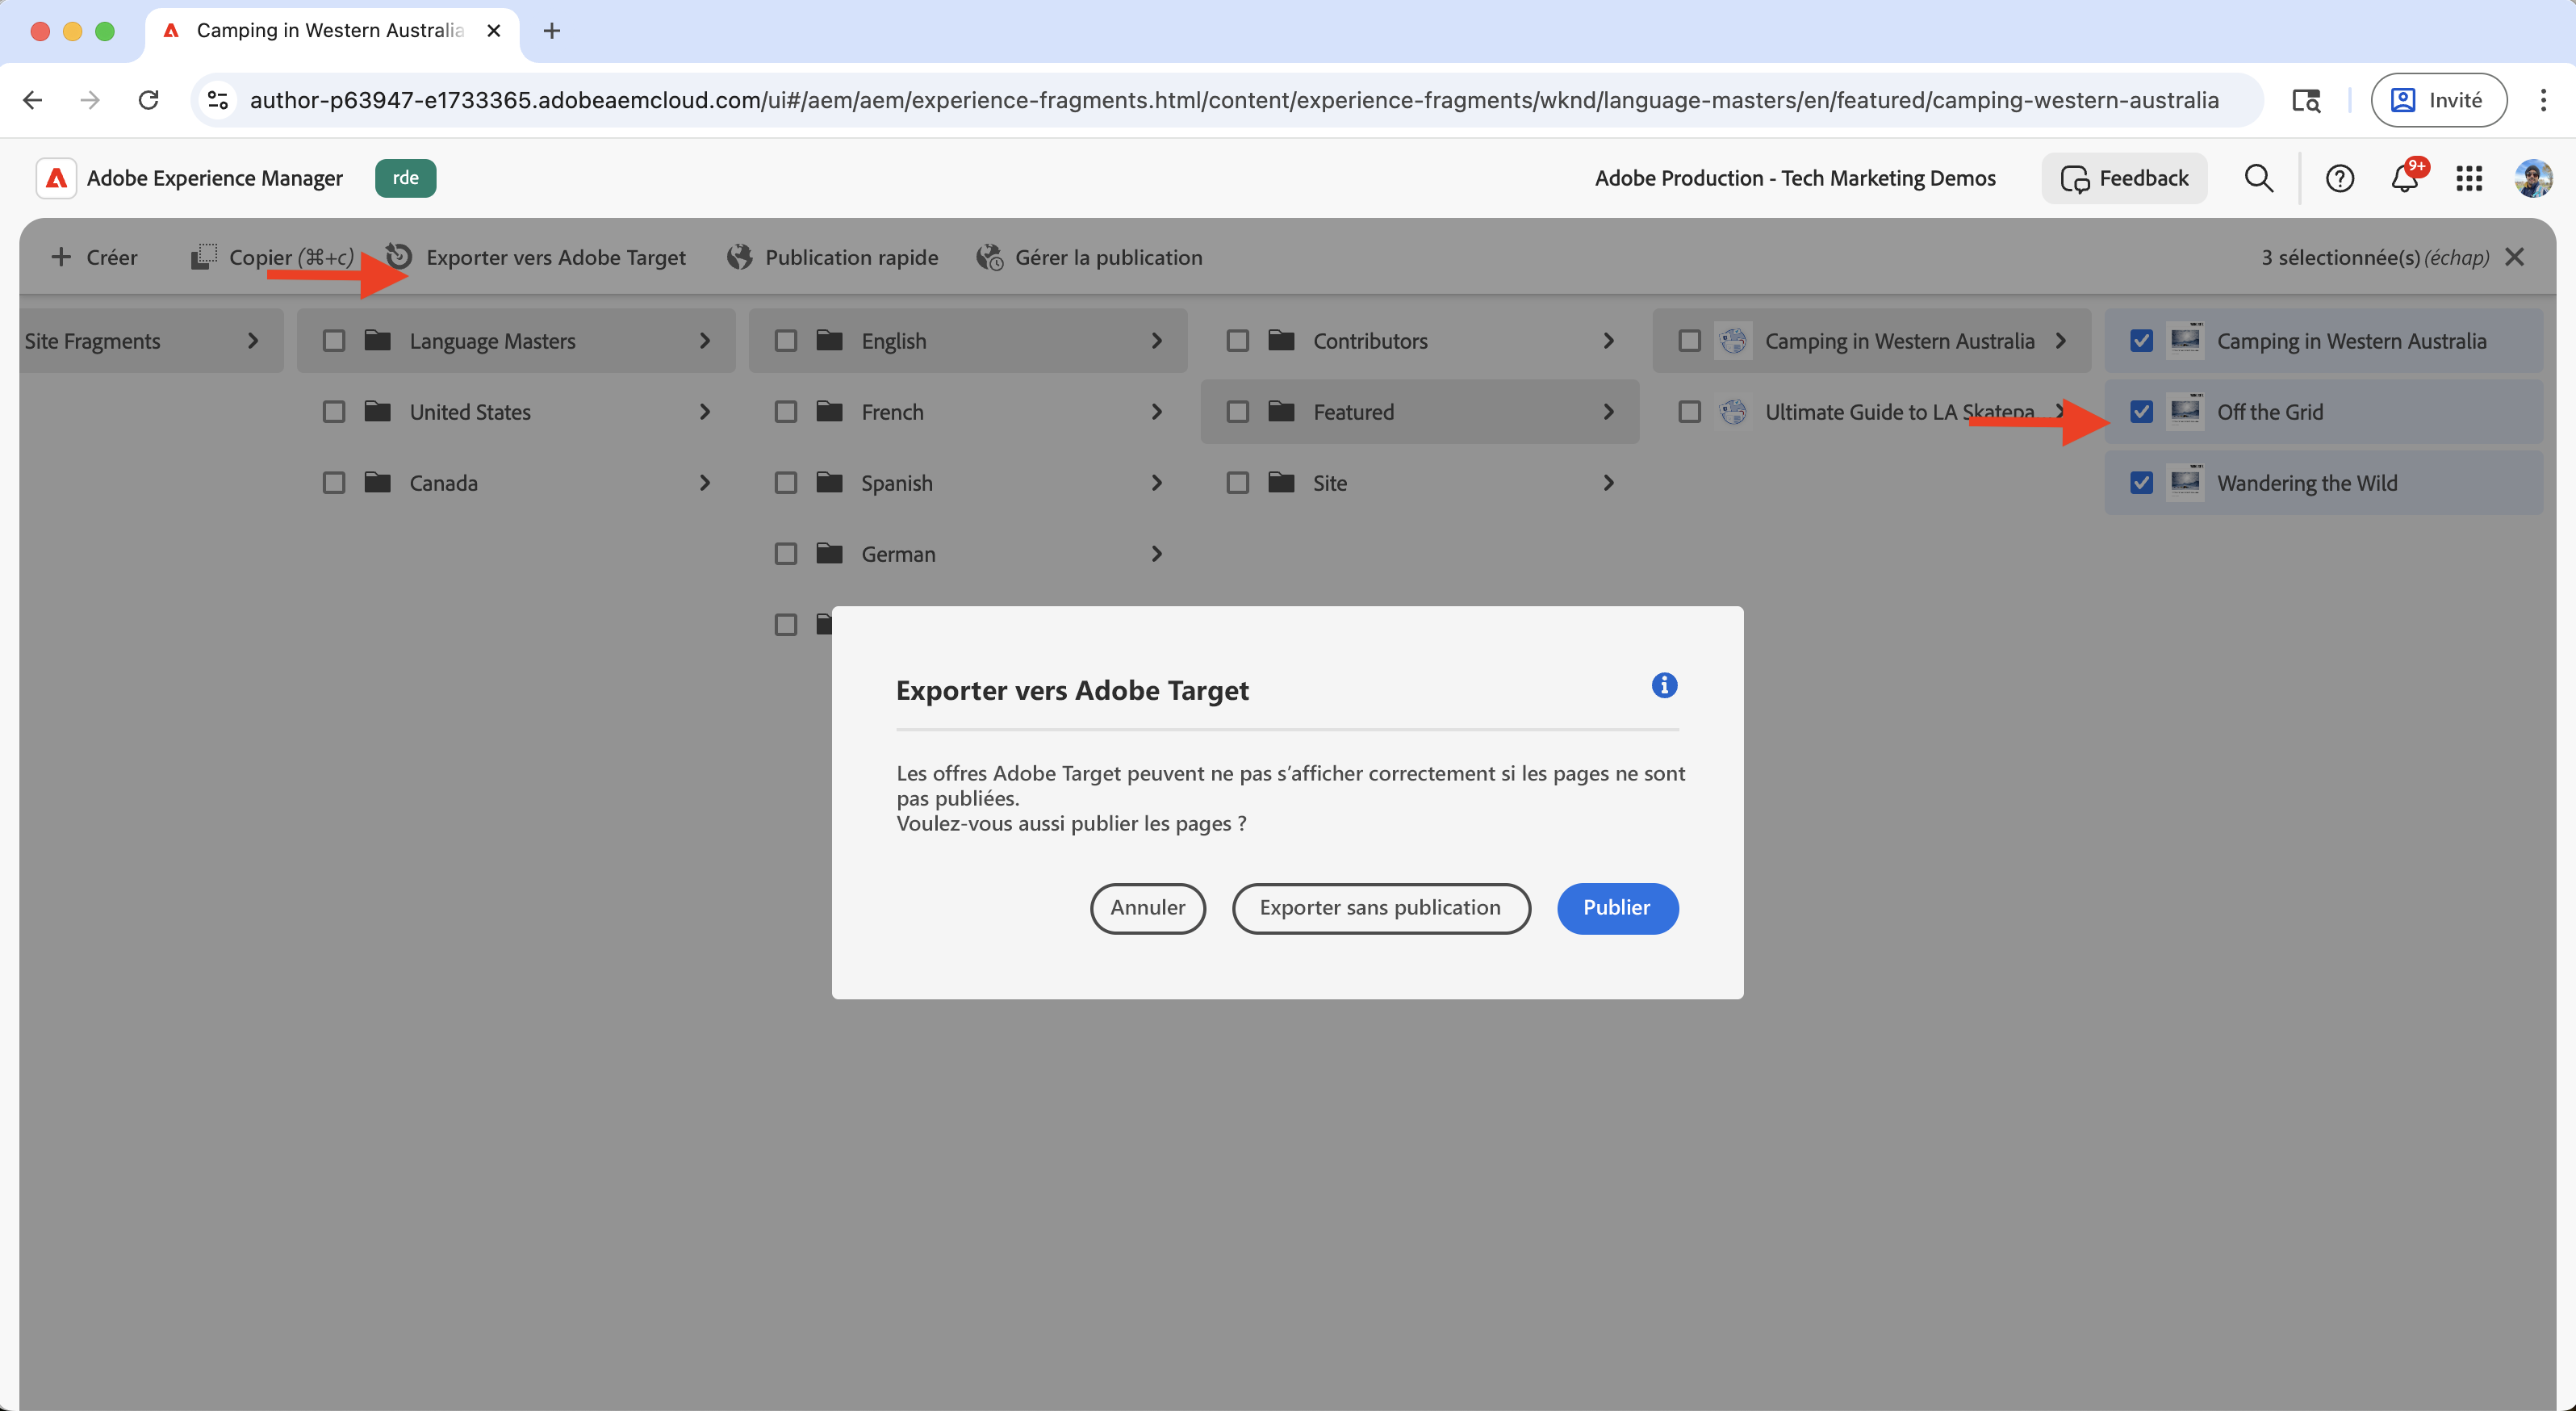 Camping in Western Australia
author-p63947-e1733365.adobeaemcloud.com/ui#/aem/aem/experience-fragments.html/content/experience-fragments/wknd/language-masters/en/featured/camping-western-australia
Invité
Adobe Experience Manager
rde
Adobe Production - Tech Marketing Demos
Feedback
9+
Créer
Copier (⌘+c)
Exporter vers Adobe Target
Publication rapide
Gérer la publication
3 sélectionnée(s) (échap)
Site Fragments
Language Masters
English
Contributors
Camping in Western Australia
Camping in Western Australia
United States
French
Featured
Ultimate Guide to LA Skatepa
Off the Grid
Canada
Spanish
Site
Wandering the Wild
German
Exporter vers Adobe Target
Les offres Adobe Target peuvent ne pas s’afficher correctement si les pages ne sont
pas publiées.
Voulez-vous aussi publier les pages ?
Annuler
Exporter sans publication
Publier